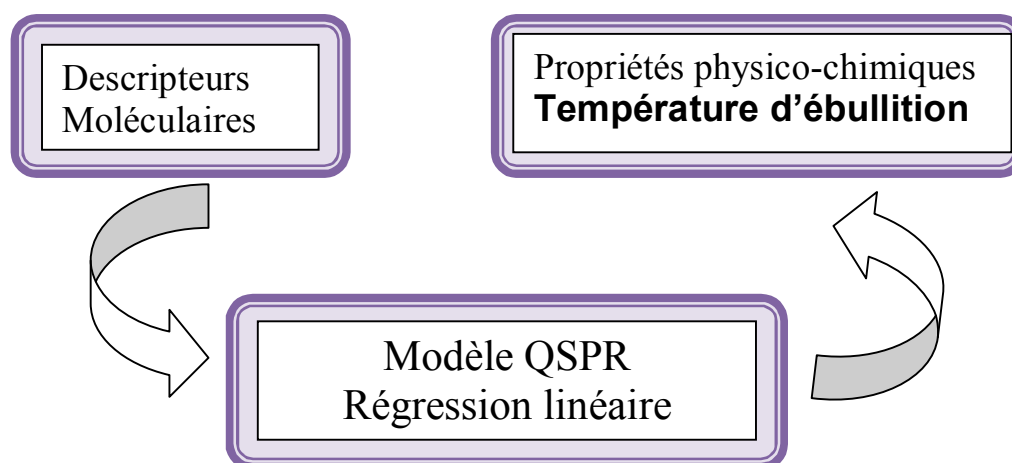 Descripteurs
Moléculaires
Propriétés physico-chimiques
Température d’ébullition
Modèle QSPR
Régression linéaire